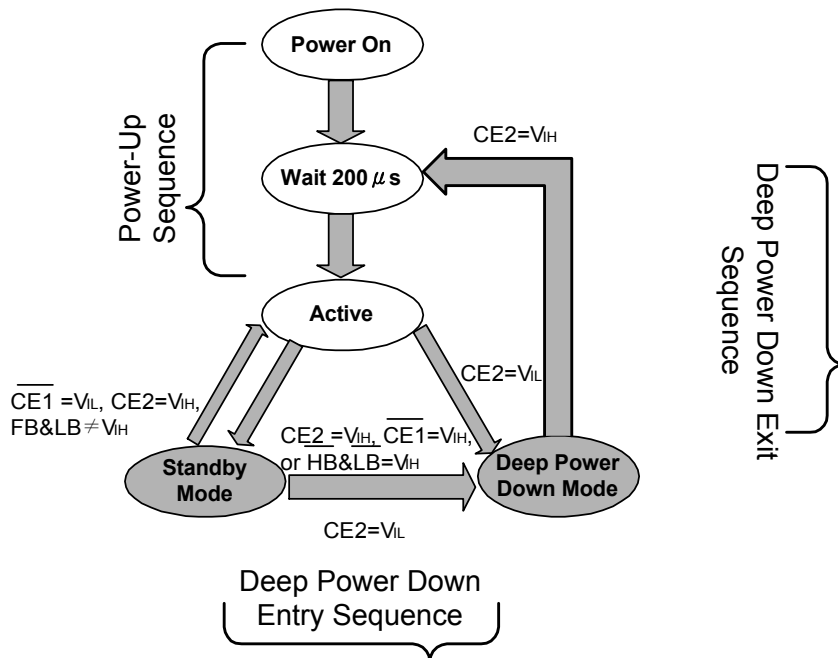 Power On
Power-Up
Sequence
CE2=VIH
Wait 200 μs
Deep Power Down Exit
Sequence
Active
CE1 =VIL, CE2=VIH,
FB&LB≠VIH
CE2=VIL
CE2 =VIH, CE1=VIH,
or HB&LB=VIH
Standby
Mode
Deep Power
Down Mode
CE2=VIL
Deep Power Down
Entry Sequence